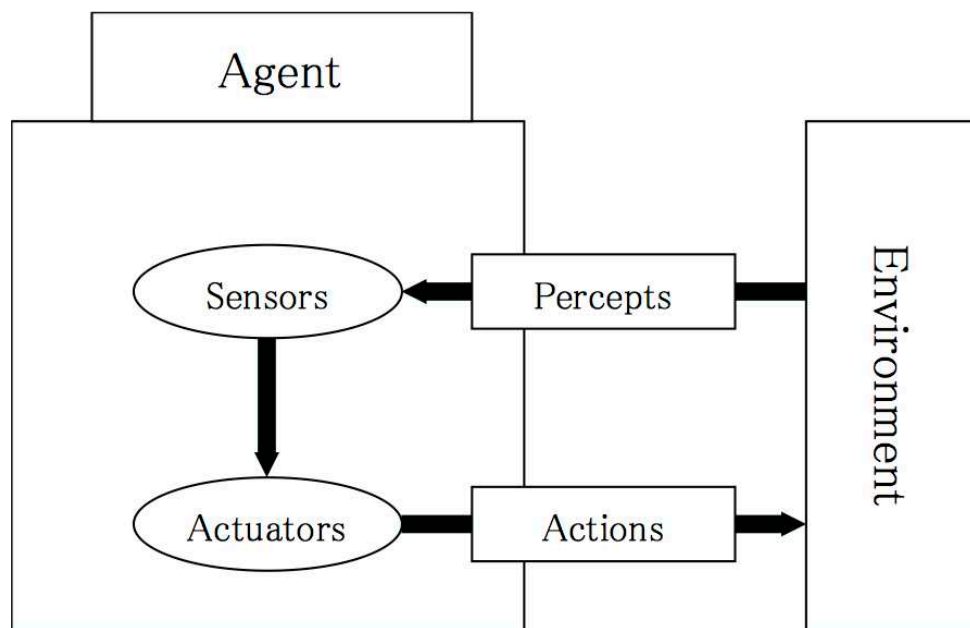 Agent
Sensors
Percepts
Environment
Actuators
Actions